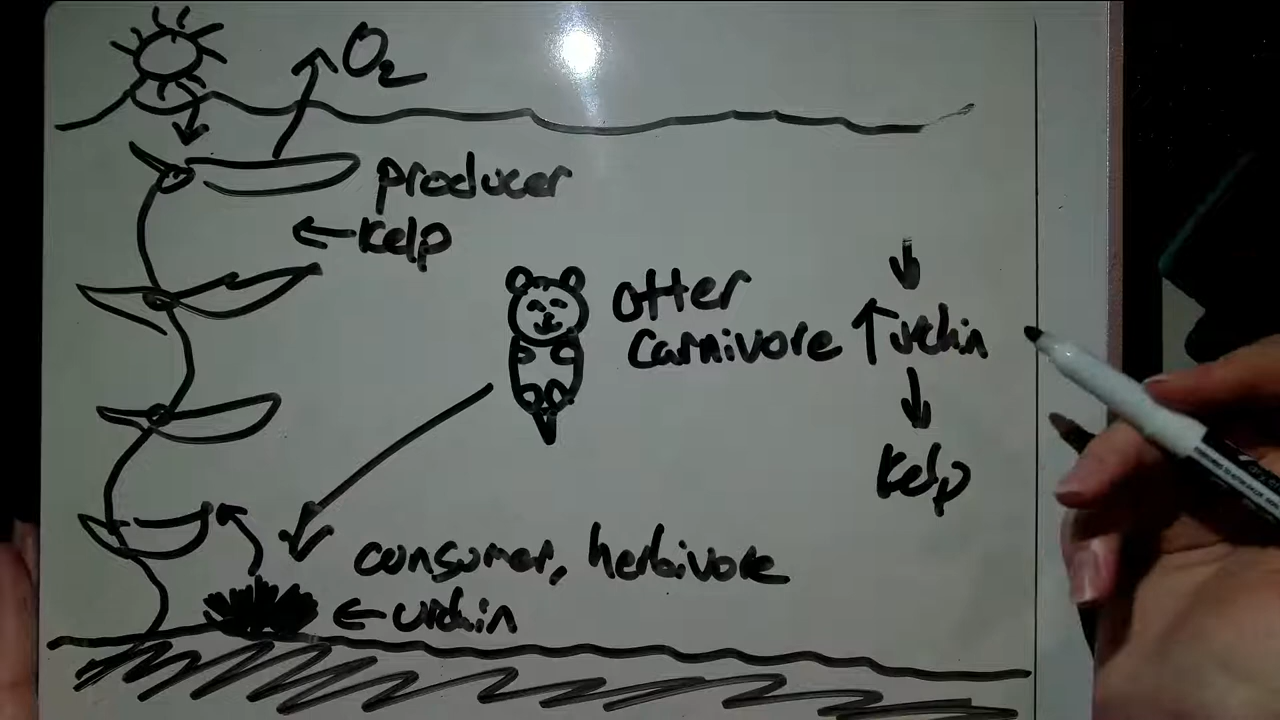 O2
producer
← Kelp
otter
carnivore
↓
↑ urchin
↓
Kelp
consumer, herbivore
← urchin